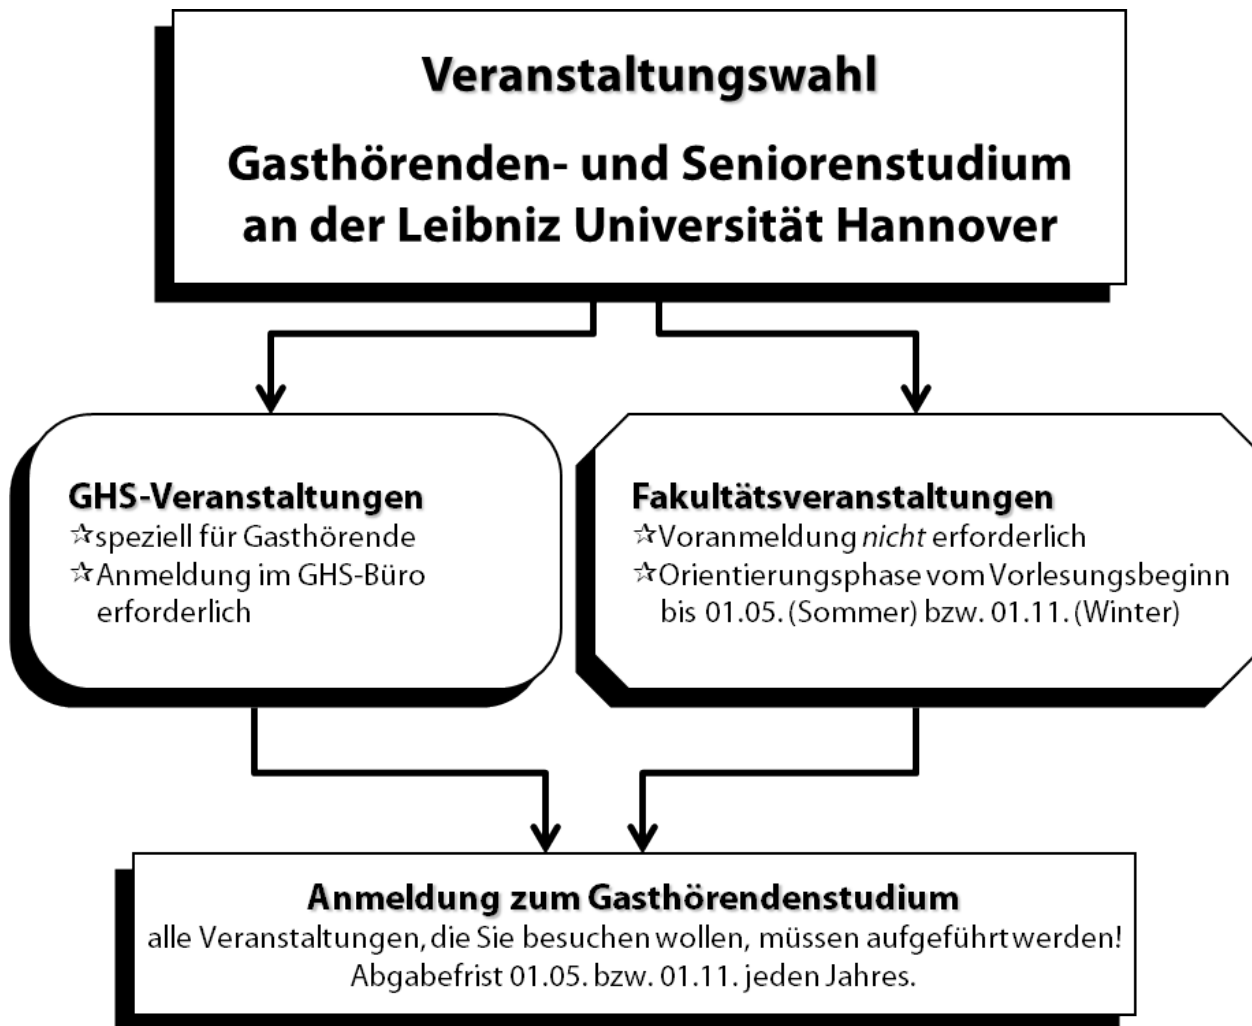 Veranstaltungswahl
Gasthörenden- und Seniorenstudium
an der Leibniz Universität Hannover
GHS-Veranstaltungen
☆speziell für Gasthörende
☆Anmeldung im GHS-Büro
erforderlich
Fakultätsveranstaltungen
☆Voranmeldung nicht erforderlich
☆Orientierungsphase vom Vorlesungsbeginn
bis 01.05. (Sommer) bzw. 01.11. (Winter)
Anmeldung zum Gasthörendenstudium
alle Veranstaltungen, die Sie besuchen wollen, müssen aufgeführt werden!
Abgabefrist 01.05. bzw. 01.11. jeden Jahres.